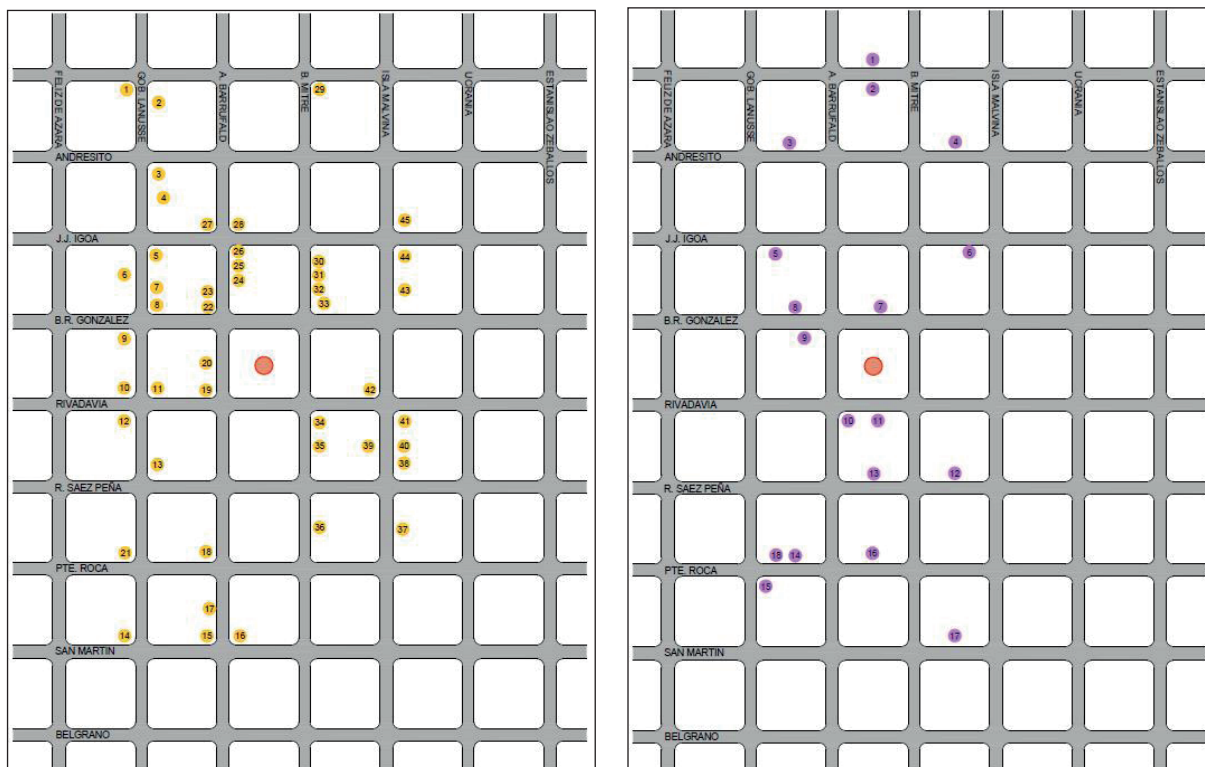 FELIZ DE AZARA
GOB. LANUSSE
A. BARRUFALD
B. MITRE
ISLA MALVINA
UCRANIA
ESTANISLAO ZEBALLOS
1
2
29
ANDRESITO
3
4
27
28
45
J.J. IGOA
5
26
44
6
25
30
31
24
7
23
32
43
8
22
33
B.R. GONZALEZ
9
20
10
11
19
42
RIVADAVIA
12
34
41
35
39
40
13
38
R. SAEZ PEÑA
36
37
21
18
PTE. ROCA
17
14
15
16
SAN MARTIN
BELGRANO
FELIZ DE AZARA
GOB. LANUSSE
A. BARRUFALD
B. MITRE
ISLA MALVINA
UCRANIA
ESTANISLAO ZEBALLOS
1
2
3
4
ANDRESITO
J.J. IGOA
5
6
8
7
B.R. GONZALEZ
9
RIVADAVIA
10
11
13
12
R. SAEZ PEÑA
18
14
16
PTE. ROCA
15
17
SAN MARTIN
BELGRANO